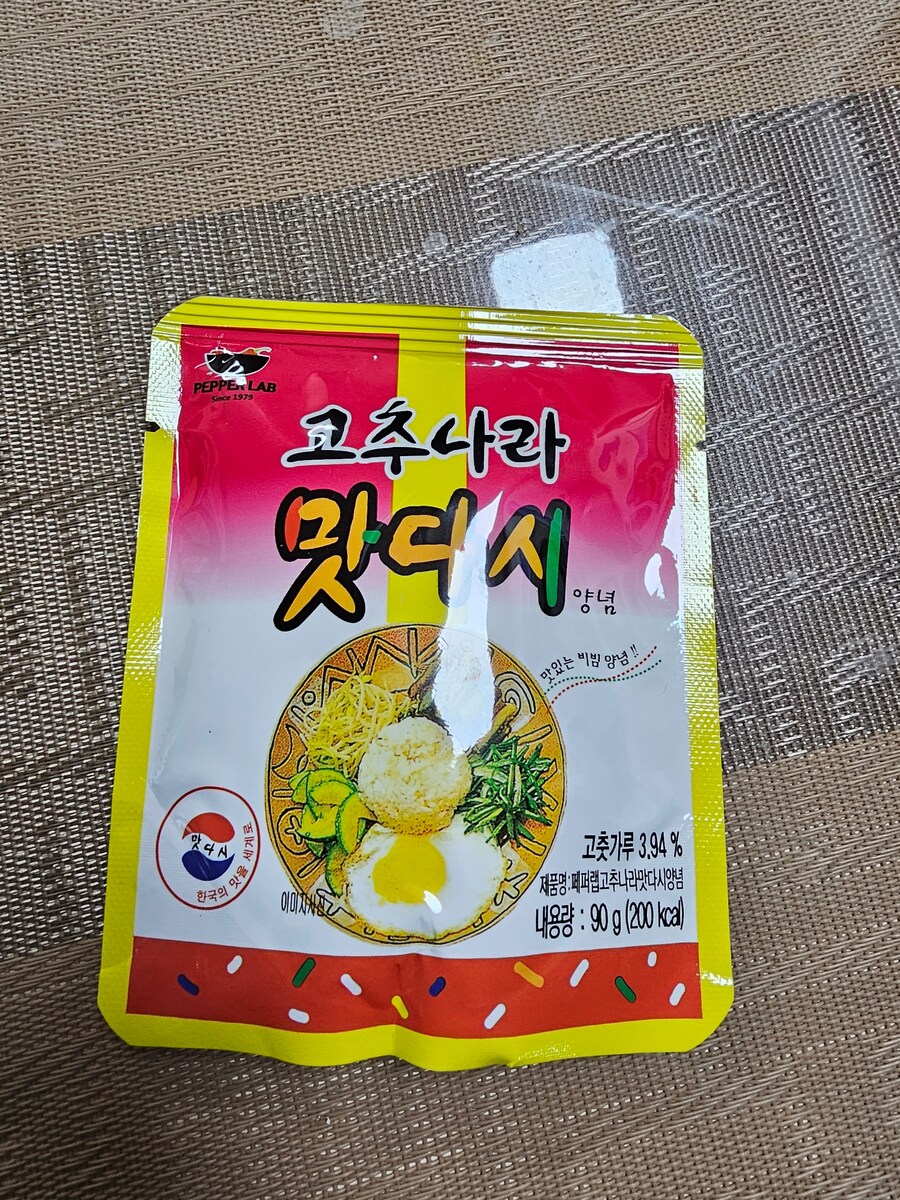 PEPPER LAB
Since 1979
고추나라
맛다시
양념
맛있는 비빔 양념!!
맛다시
한국의 맛을 세계로
이미지사진
고춧가루 3.94 %
제품명:페퍼랩고추나라맛다시양념
내용량 : 90 g (200 kcal)